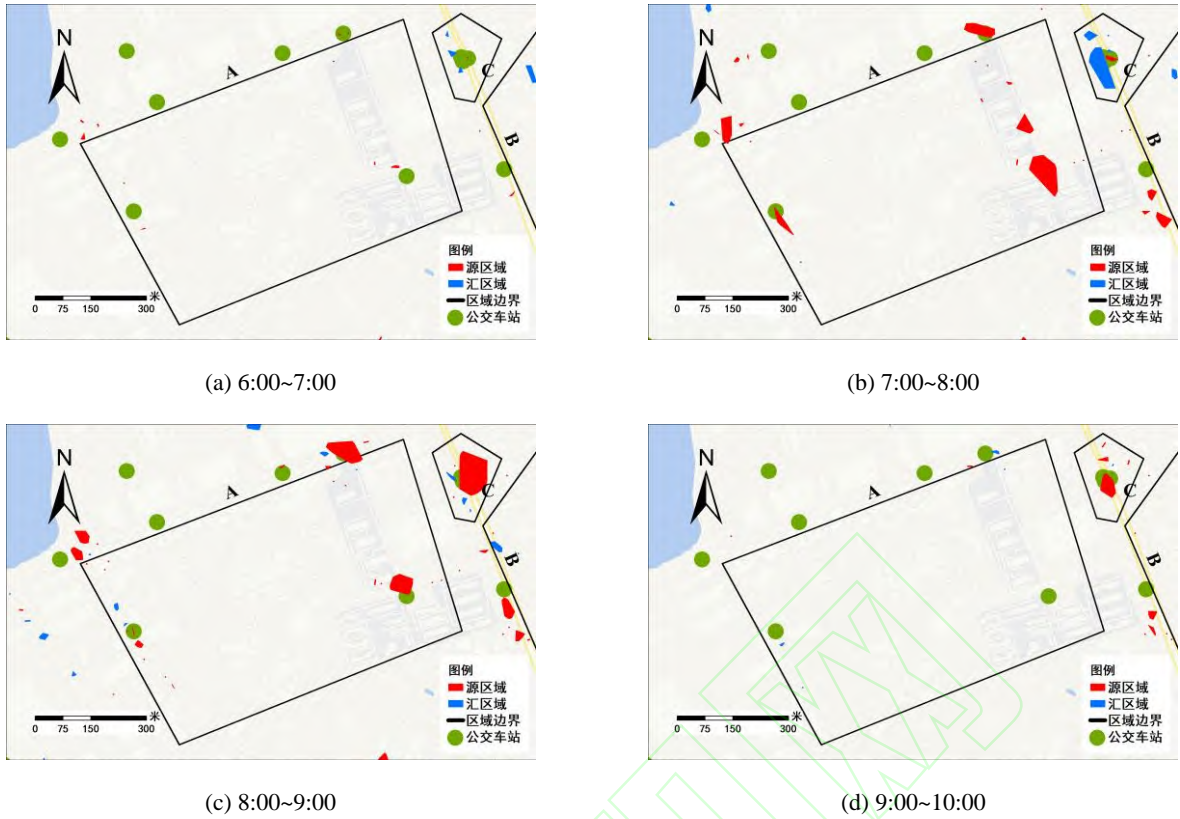 N
A
C
B
图例
源区域
汇区域
区域边界
公交车站
米
0 75 150 300
(a) 6:00~7:00
N
A
C
B
图例
源区域
汇区域
区域边界
公交车站
米
0 75 150 300
(b) 7:00~8:00
N
A
C
B
图例
源区域
汇区域
区域边界
公交车站
米
0 75 150 300
(c) 8:00~9:00
N
A
C
B
图例
源区域
汇区域
区域边界
公交车站
米
0 75 150 300
(d) 9:00~10:00